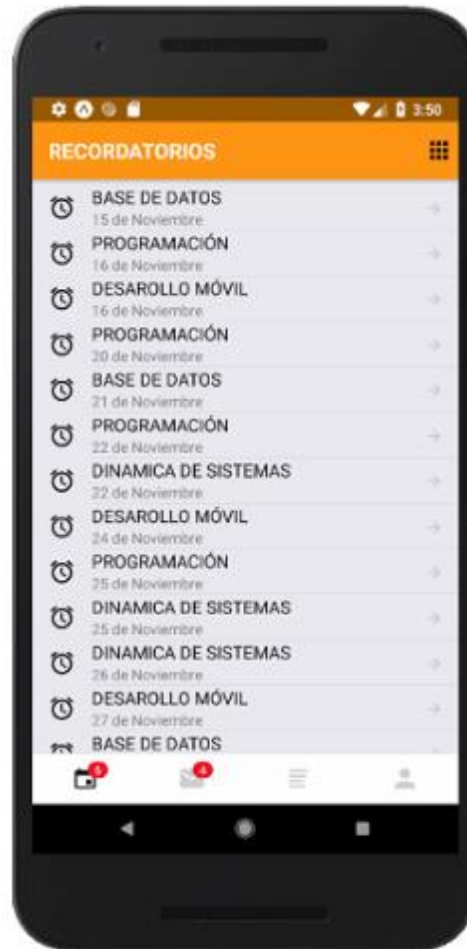 3:50
RECORDATORIOS
BASE DE DATOS
15 de Noviembre
PROGRAMACIÓN
16 de Noviembre
DESAROLLO MÓVIL
16 de Noviembre
PROGRAMACIÓN
20 de Noviembre
BASE DE DATOS
21 de Noviembre
PROGRAMACIÓN
22 de Noviembre
DINAMICA DE SISTEMAS
22 de Noviembre
DESAROLLO MÓVIL
24 de Noviembre
PROGRAMACIÓN
25 de Noviembre
DINAMICA DE SISTEMAS
25 de Noviembre
DINAMICA DE SISTEMAS
26 de Noviembre
DESAROLLO MÓVIL
27 de Noviembre
BASE DE DATOS
4